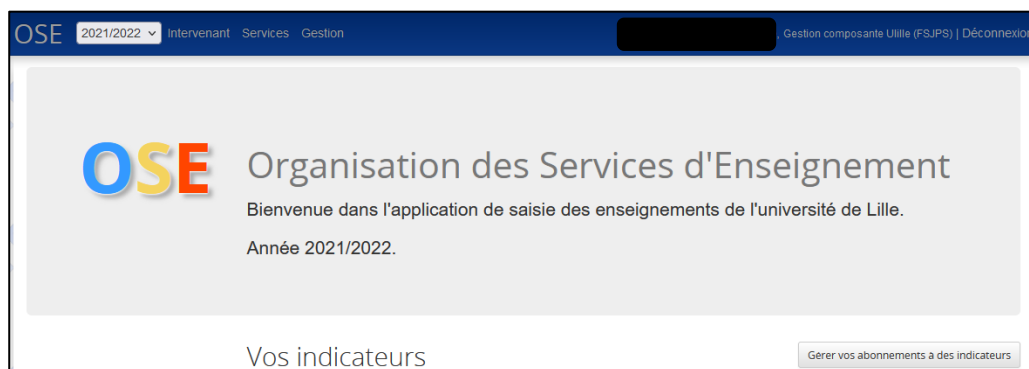 OSE 2021/2022 Intervenant Services Gestion , Gestion composante Ulille (FSJPS) | Déconnexion
OSE Organisation des Services d'Enseignement
Bienvenue dans l'application de saisie des enseignements de l'université de Lille.
Année 2021/2022.
Vos indicateurs Gérer vos abonnements à des indicateurs